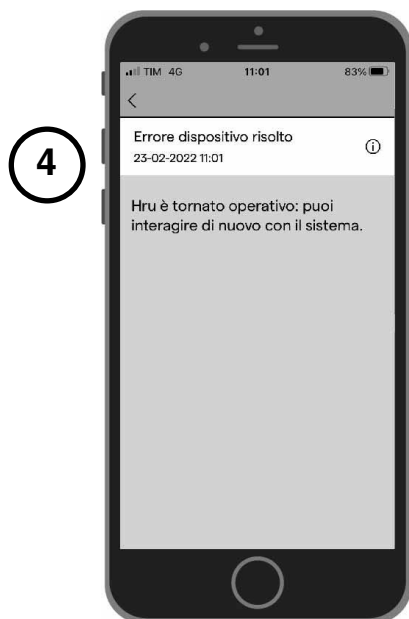 TIM 4G 11:01 83%
Errore dispositivo risolto
23-02-2022 11:01
4
Hru è tornato operativo: puoi
interagire di nuovo con il sistema.